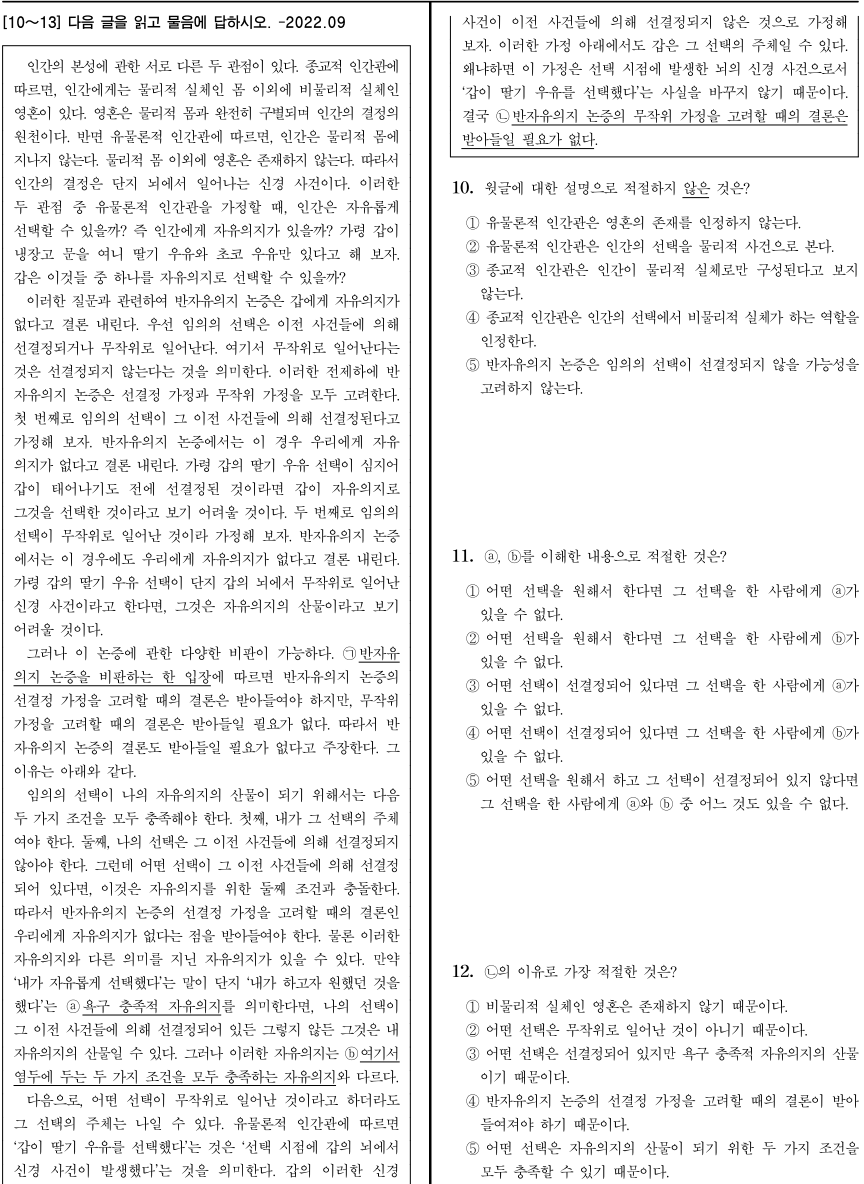 [10～13] 다음 글을 읽고 물음에 답하시오. -2022.09
인간의 본성에 관한 서로 다른 두 관점이 있다. 종교적 인간관에
따르면, 인간에게는 물리적 실체인 몸 이외에 비물리적 실체인
영혼이 있다. 영혼은 물리적 몸과 완전히 구별되며 인간의 결정의
원천이다. 반면 유물론적 인간관에 따르면, 인간은 물리적 몸에
지나지 않는다. 물리적 몸 이외에 영혼은 존재하지 않는다. 따라서
인간의 결정은 단지 뇌에서 일어나는 신경 사건이다. 이러한
두 관점 중 유물론적 인간관을 가정할 때, 인간은 자유롭게
선택할 수 있을까? 즉 인간에게 자유의지가 있을까? 가령 갑이
냉장고 문을 여니 딸기 우유와 초코 우유만 있다고 해 보자.
갑은 이것들 중 하나를 자유의지로 선택할 수 있을까?
이러한 질문과 관련하여 반자유의지 논증은 갑에게 자유의지가
없다고 결론 내린다. 우선 임의의 선택은 이전 사건들에 의해
선결정되거나 무작위로 일어난다. 여기서 무작위로 일어난다는
것은 선결정되지 않는다는 것을 의미한다. 이러한 전제하에 반
자유의지 논증은 선결정 가정과 무작위 가정을 모두 고려한다.
첫 번째로 임의의 선택이 그 이전 사건들에 의해 선결정된다고
가정해 보자. 반자유의지 논증에서는 이 경우 우리에게 자유
의지가 없다고 결론 내린다. 가령 갑의 딸기 우유 선택이 심지어
갑이 태어나기도 전에 선결정된 것이라면 갑이 자유의지로
그것을 선택한 것이라고 보기 어려울 것이다. 두 번째로 임의의
선택이 무작위로 일어난 것이라 가정해 보자. 반자유의지 논증
에서는 이 경우에도 우리에게 자유의지가 없다고 결론 내린다.
가령 갑의 딸기 우유 선택이 단지 갑의 뇌에서 무작위로 일어난
신경 사건이라고 한다면, 그것은 자유의지의 산물이라고 보기
어려울 것이다.
그러나 이 논증에 관한 다양한 비판이 가능하다. ㉠반자유
의지 논증을 비판하는 한 입장에 따르면 반자유의지 논증의
선결정 가정을 고려할 때의 결론은 받아들여야 하지만, 무작위
가정을 고려할 때의 결론은 받아들일 필요가 없다. 따라서 반
자유의지 논증의 결론도 받아들일 필요가 없다고 주장한다. 그
이유는 아래와 같다.
임의의 선택이 나의 자유의지의 산물이 되기 위해서는 다음
두 가지 조건을 모두 충족해야 한다. 첫째, 내가 그 선택의 주체
여야 한다. 둘째, 나의 선택은 그 이전 사건들에 의해 선결정되지
않아야 한다. 그런데 어떤 선택이 그 이전 사건들에 의해 선결정
되어 있다면, 이것은 자유의지를 위한 둘째 조건과 충돌한다.
따라서 반자유의지 논증의 선결정 가정을 고려할 때의 결론인
우리에게 자유의지가 없다는 점을 받아들여야 한다. 물론 이러한
자유의지와 다른 의미를 지닌 자유의지가 있을 수 있다. 만약
‘내가 자유롭게 선택했다’는 말이 단지 ‘내가 하고자 원했던 것을
했다’는 ⓐ욕구 충족적 자유의지를 의미한다면, 나의 선택이
그 이전 사건들에 의해 선결정되어 있든 그렇지 않든 그것은 내
자유의지의 산물일 수 있다. 그러나 이러한 자유의지는 ⓑ여기서
염두에 두는 두 가지 조건을 모두 충족하는 자유의지와 다르다.
다음으로, 어떤 선택이 무작위로 일어난 것이라고 하더라도
그 선택의 주체는 나일 수 있다. 유물론적 인간관에 따르면
‘갑이 딸기 우유를 선택했다’는 것은 ‘선택 시점에 갑의 뇌에서
신경 사건이 발생했다’는 것을 의미한다. 갑의 이러한 신경
사건이 이전 사건들에 의해 선결정되지 않은 것으로 가정해
보자. 이러한 가정 아래에서도 갑은 그 선택의 주체일 수 있다.
왜냐하면 이 가정은 선택 시점에 발생한 뇌의 신경 사건으로서
‘갑이 딸기 우유를 선택했다’는 사실을 바꾸지 않기 때문이다.
결국 ㉡반자유의지 논증의 무작위 가정을 고려할 때의 결론은
받아들일 필요가 없다.
10. 윗글에 대한 설명으로 적절하지 않은 것은?
① 유물론적 인간관은 영혼의 존재를 인정하지 않는다.
② 유물론적 인간관은 인간의 선택을 물리적 사건으로 본다.
③ 종교적 인간관은 인간이 물리적 실체로만 구성된다고 보지
않는다.
④ 종교적 인간관은 인간의 선택에서 비물리적 실체가 하는 역할을
인정한다.
⑤ 반자유의지 논증은 임의의 선택이 선결정되지 않을 가능성을
고려하지 않는다.
11. ⓐ, ⓑ를 이해한 내용으로 적절한 것은?
① 어떤 선택을 원해서 한다면 그 선택을 한 사람에게 ⓐ가
있을 수 없다.
② 어떤 선택을 원해서 한다면 그 선택을 한 사람에게 ⓑ가
있을 수 없다.
③ 어떤 선택이 선결정되어 있다면 그 선택을 한 사람에게 ⓐ가
있을 수 없다.
④ 어떤 선택이 선결정되어 있다면 그 선택을 한 사람에게 ⓑ가
있을 수 없다.
⑤ 어떤 선택을 원해서 하고 그 선택이 선결정되어 있지 않다면
그 선택을 한 사람에게 ⓐ와 ⓑ 중 어느 것도 있을 수 없다.
12. ㉡의 이유로 가장 적절한 것은?
① 비물리적 실체인 영혼은 존재하지 않기 때문이다.
② 어떤 선택은 무작위로 일어난 것이 아니기 때문이다.
③ 어떤 선택은 선결정되어 있지만 욕구 충족적 자유의지의 산물
이기 때문이다.
④ 반자유의지 논증의 선결정 가정을 고려할 때의 결론이 받아
들여져야 하기 때문이다.
⑤ 어떤 선택은 자유의지의 산물이 되기 위한 두 가지 조건을
모두 충족할 수 있기 때문이다.